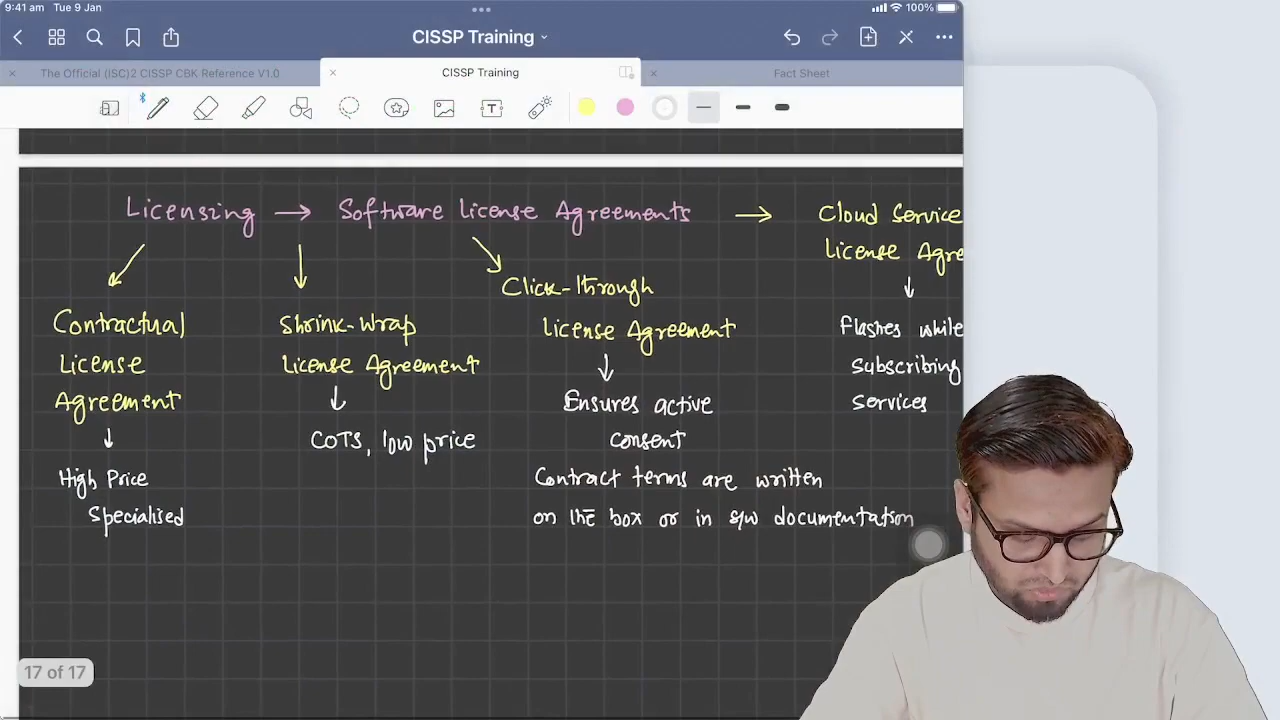 9:41 am Tue 9 Jan
100%
CISSP Training
The Official (ISC)2 CISSP CBK Reference V1.0
CISSP Training
Fact Sheet
Licensing → Software License Agreements → Cloud Service
License Agre
Contractual
License
Agreement
High Price
Specialised
Shrink-Wrap
License Agreement
COTS, low price
Click-through
License Agreement
Ensures active
consent
Contract terms are written
on the box or in s/w documentation
flashes while
subscribing
services
17 of 17